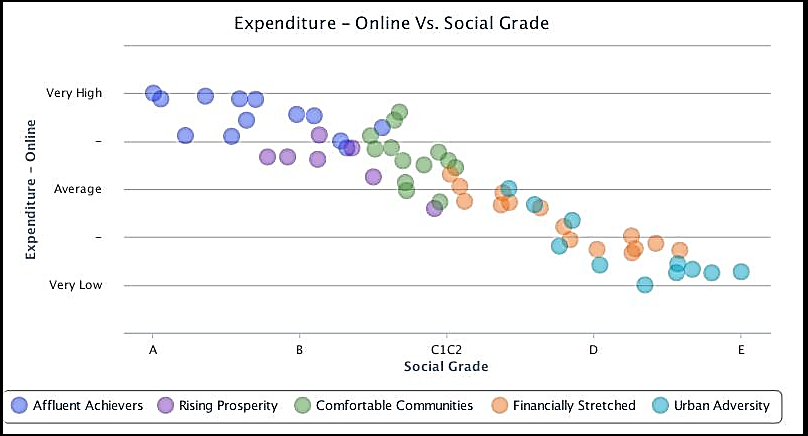 Expenditure – Online Vs. Social Grade
Expenditure – Online
Very High
–
Average
–
Very Low
A B C1C2 D E
Social Grade
Affluent Achievers Rising Prosperity Comfortable Communities Financially Stretched Urban Adversity